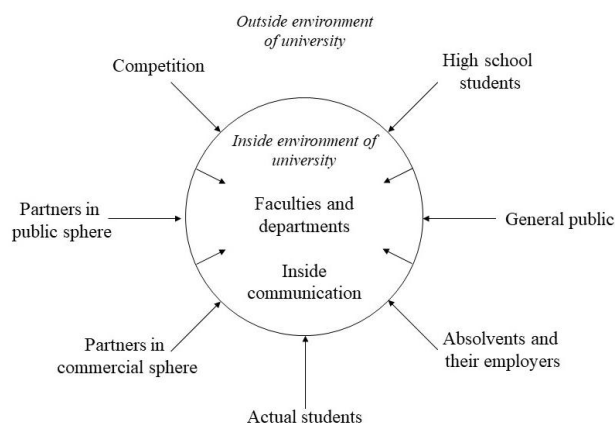 Outside environment
of university
Competition
High school
students
Inside environment of
university
Faculties and
departments
Partners in
public sphere
General public
Inside
communication
Partners in
commercial sphere
Absolvents and
their employers
Actual students